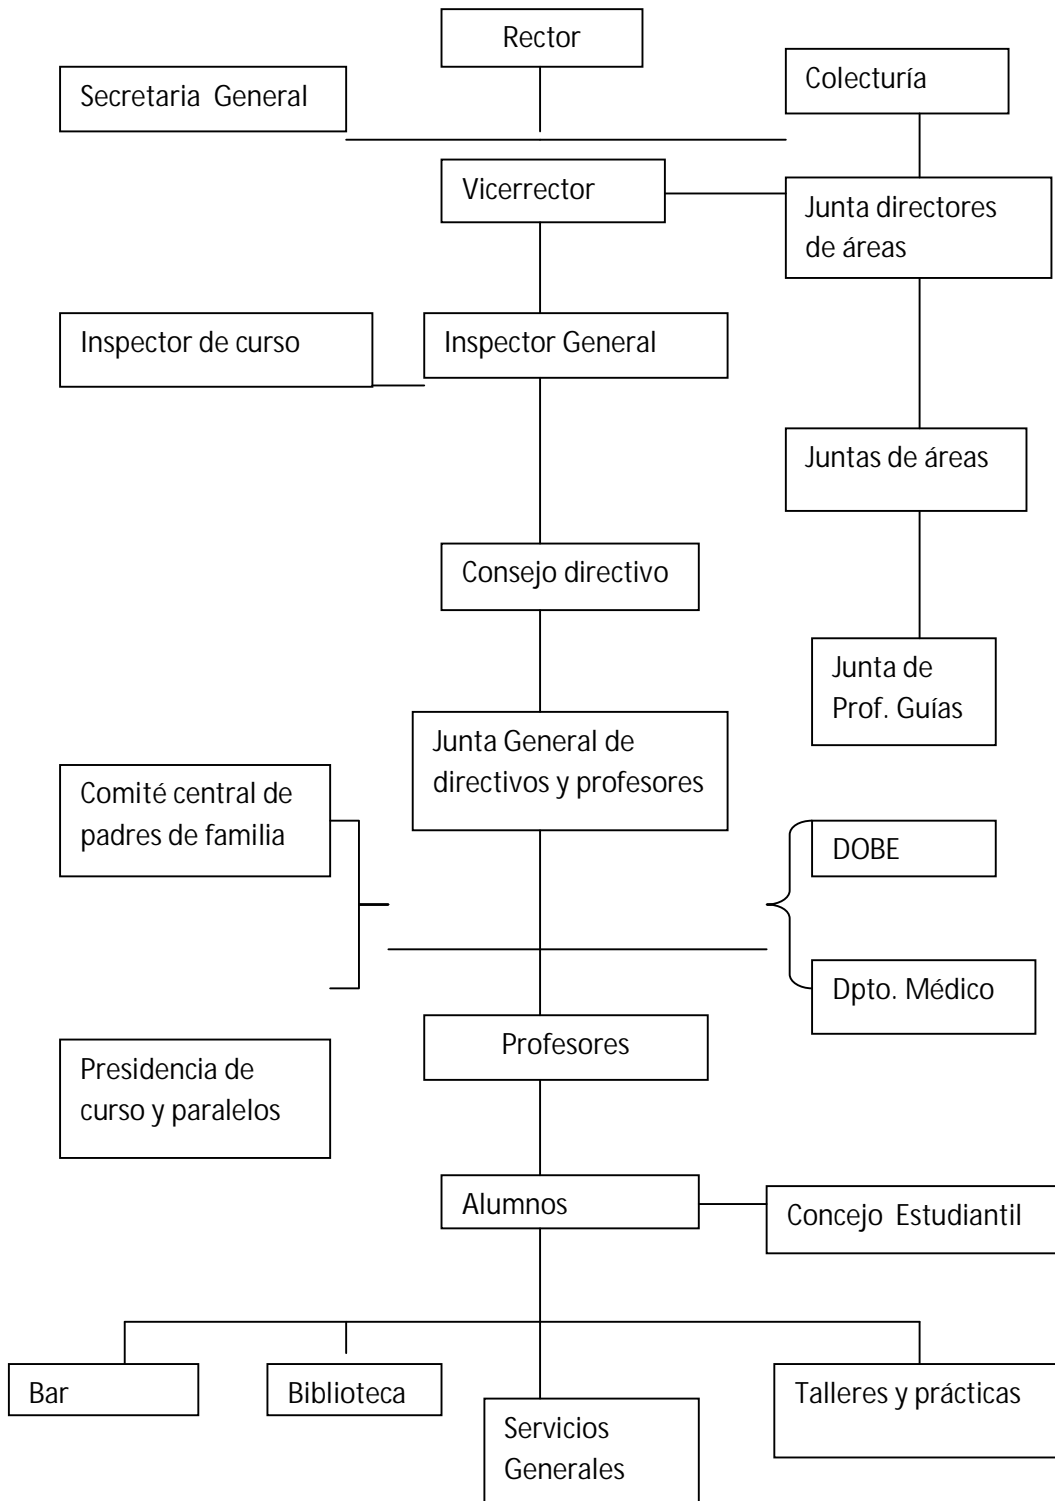 Rector
Secretaria General
Colecturía
Vicerrector
Junta directores
de áreas
Inspector de curso
Inspector General
Juntas de áreas
Consejo directivo
Junta de
Prof. Guías
Junta General de
directivos y profesores
Comité central de
padres de familia
DOBE
Dpto. Médico
Profesores
Presidencia de
curso y paralelos
Alumnos
Concejo Estudiantil
Bar
Biblioteca
Servicios
Generales
Talleres y prácticas